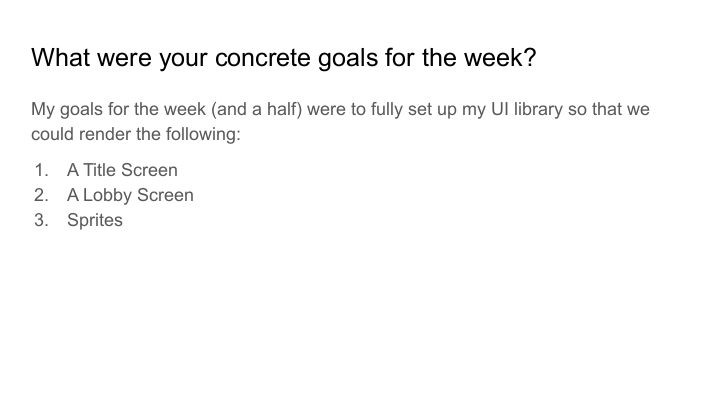 What were your concrete goals for the week?
My goals for the week (and a half) were to fully set up my UI library so that we
could render the following:
1. A Title Screen
2. A Lobby Screen
3. Sprites